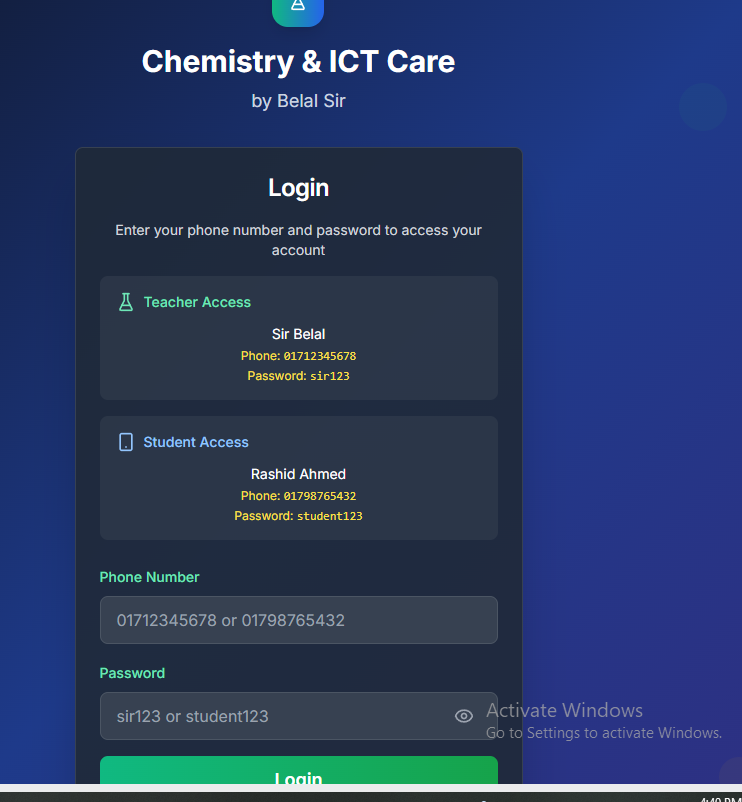 Chemistry & ICT Care
by Belal Sir
Login
Enter your phone number and password to access your
account
Teacher Access
Sir Belal
Phone: 01712345678
Password: sir123
Student Access
Rashid Ahmed
Phone: 01798765432
Password: student123
Phone Number
01712345678 or 01798765432
Password
sir123 or student123
Activate Windows
Go to Settings to activate Windows.
Login